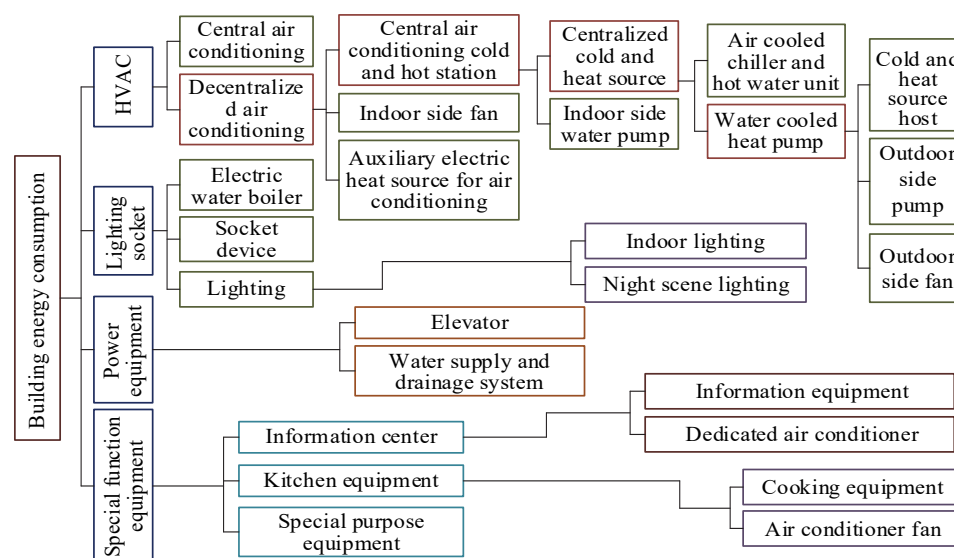 Building energy consumption
HVAC
Central air
conditioning
Decentralize
d air
conditioning
Central air
conditioning cold
and hot station
Indoor side fan
Auxiliary electric
heat source for air
conditioning
Centralized
cold and
heat source
Indoor side
water pump
Air cooled
chiller and
hot water unit
Water cooled
heat pump
Cold and
heat
source
host
Outdoor
side
pump
Outdoor
side fan
Lighting
socket
Electric
water boiler
Socket
device
Lighting
Indoor lighting
Night scene lighting
Power
equipment
Elevator
Water supply and
drainage system
Special function
equipment
Information center
Kitchen equipment
Special purpose
equipment
Information equipment
Dedicated air conditioner
Cooking equipment
Air conditioner fan